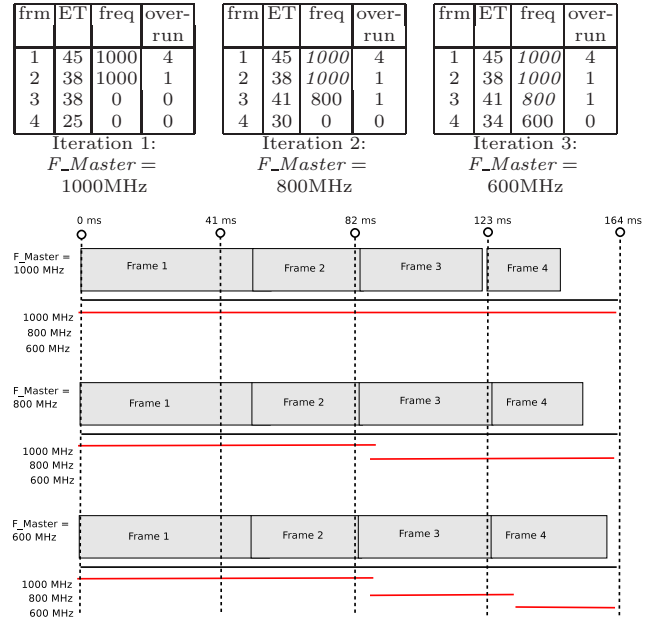 frm ET freq over-run
1 45 1000 4
2 38 1000 1
3 38 0 0
4 25 0 0
Iteration 1:
F_Master =
1000MHz
frm ET freq over-run
1 45 1000 4
2 38 1000 1
3 41 800 1
4 30 0 0
Iteration 2:
F_Master =
800MHz
frm ET freq over-run
1 45 1000 4
2 38 1000 1
3 41 800 1
4 34 600 0
Iteration 3:
F_Master =
600MHz
0 ms 41 ms 82 ms 123 ms 164 ms
F_Master =
1000 MHz
Frame 1 Frame 2 Frame 3 Frame 4
1000 MHz
800 MHz
600 MHz
F_Master =
800 MHz
Frame 1 Frame 2 Frame 3 Frame 4
1000 MHz
800 MHz
600 MHz
F_Master =
600 MHz
Frame 1 Frame 2 Frame 3 Frame 4
1000 MHz
800 MHz
600 MHz